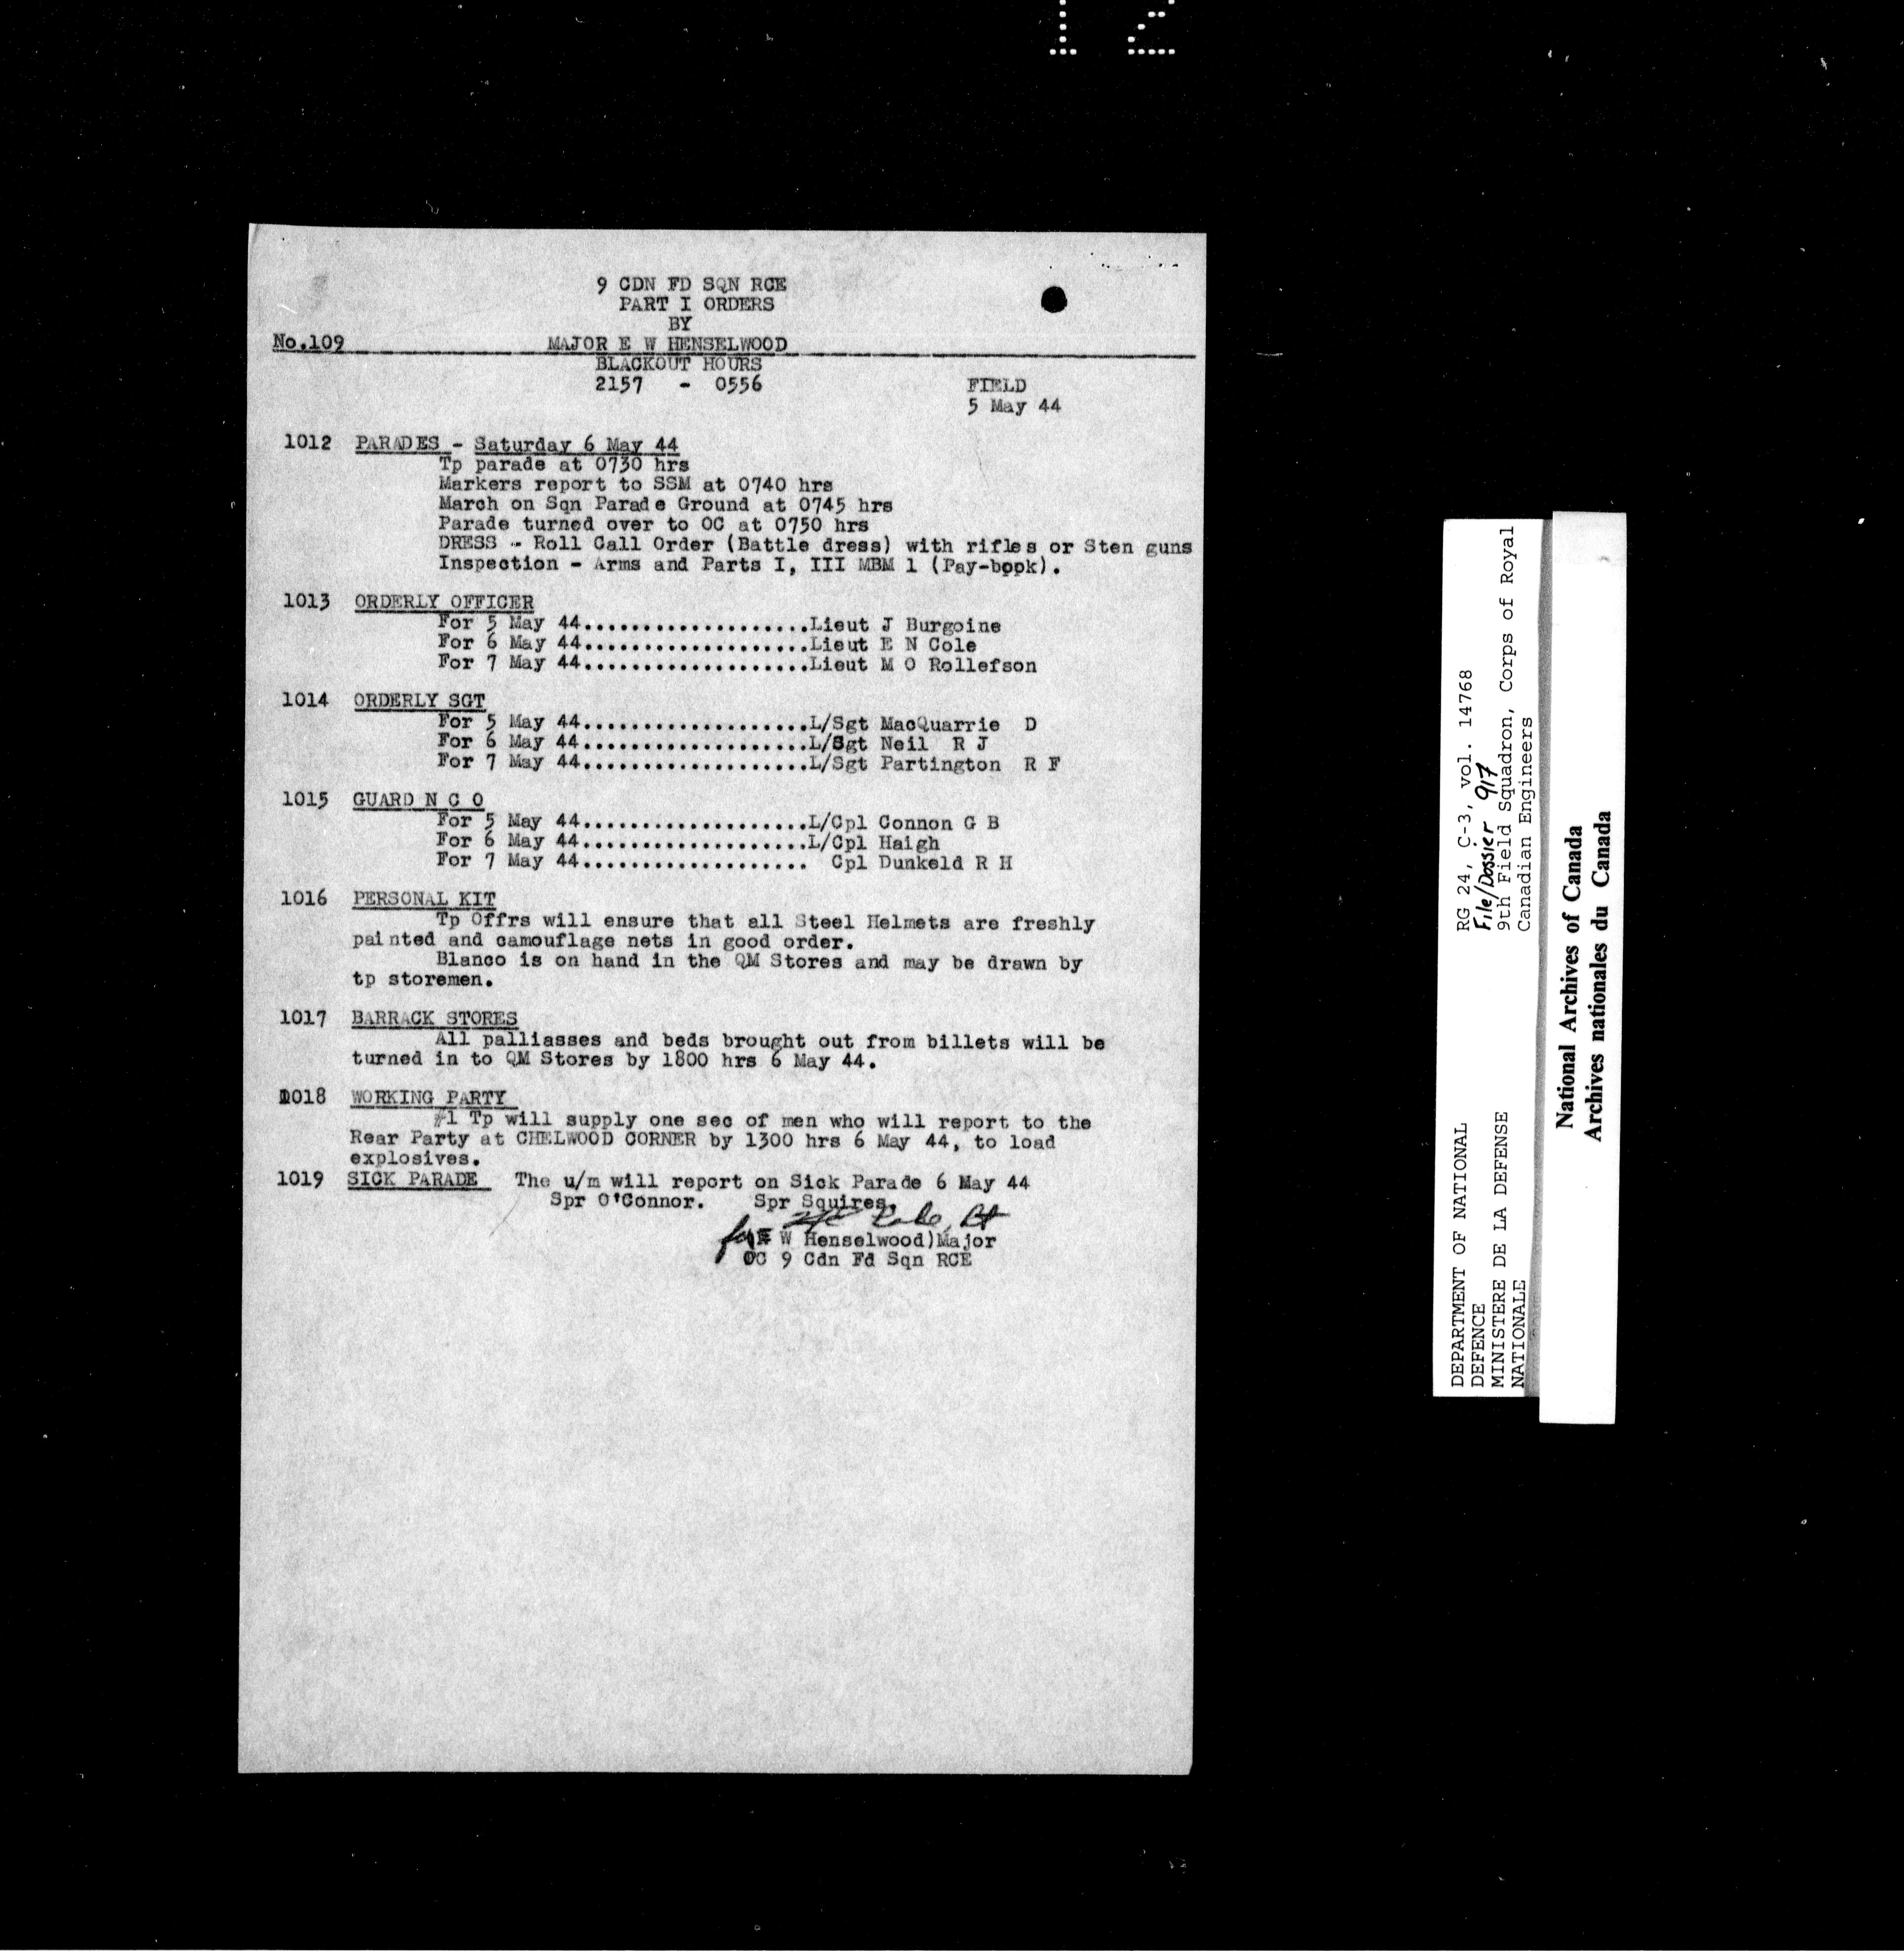 12
9 CDN FD SQN RCE
PART I ORDERS
BY
No.109 MAJOR E W HENSELWOOD
BLACKOUT HOURS
2157 - 0556 FIELD
5 May 44
1012 PARADES - Saturday 6 May 44
Tp parade at 0730 hrs
Markers report to SSM at 0740 hrs
March on Sqn Parade Ground at 0745 hrs
Parade turned over to OC at 0750 hrs
DRESS - Roll Call Order (Battle dress) with rifles or Sten guns
Inspection - Arms and Parts I, III MBM 1 (Pay-book).
1013 ORDERLY OFFICER
For 5 May 44...................Lieut J Burgoine
For 6 May 44...................Lieut E N Cole
For 7 May 44...................Lieut M O Rollefson
1014 ORDERLY SGT
For 5 May 44...................L/Sgt MacQuarrie D
For 6 May 44...................L/Sgt Neil R J
For 7 May 44...................L/Sgt Partington R F
1015 GUARD N C O
For 5 May 44...................L/Cpl Connon G B
For 6 May 44...................L/Cpl Haigh
For 7 May 44................... Cpl Dunkeld R H
1016 PERSONAL KIT
Tp Offrs will ensure that all Steel Helmets are freshly
painted and camouflage nets in good order.
Blanco is on hand in the QM Stores and may be drawn by
tp storemen.
1017 BARRACK STORES
All palliasses and beds brought out from billets will be
turned in to QM Stores by 1800 hrs 6 May 44.
1018 WORKING PARTY
#1 Tp will supply one sec of men who will report to the
Rear Party at CHELWOOD CORNER by 1300 hrs 6 May 44, to load
explosives.
1019 SICK PARADE The u/m will report on Sick Parade 6 May 44
Spr O'Connor. Spr Squires.
for (E W Henselwood)Major
OC 9 Cdn Fd Sqn RCE
DEPARTMENT OF NATIONAL
DEFENCE
MINISTERE DE LA DEFENSE
NATIONALE
RG 24, C-3, vol. 14768
File/Dossier 917
9th Field Squadron, Corps of Royal
Canadian Engineers
National Archives of Canada
Archives nationales du Canada